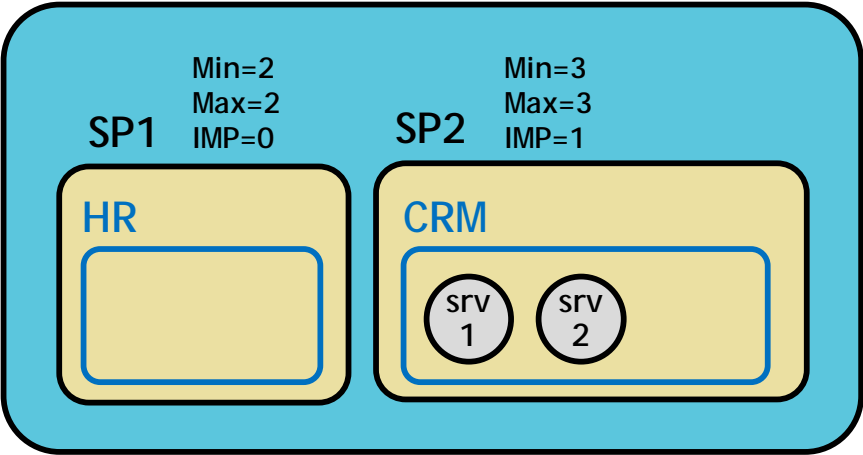 Min=2
Max=2
IMP=0
SP1
Min=3
Max=3
IMP=1
SP2
HR
CRM
srv
1
srv
2